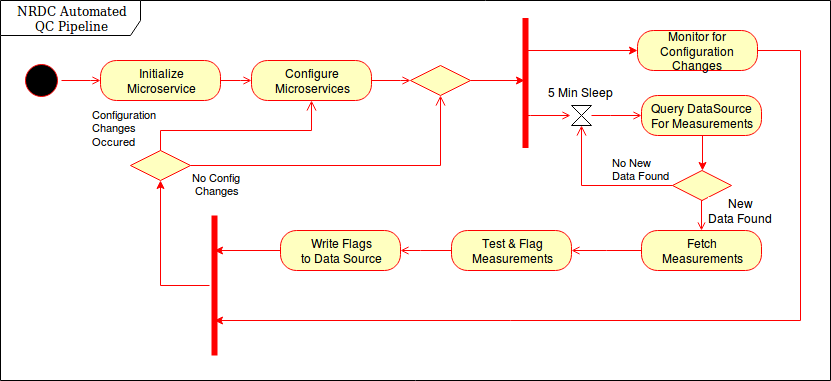 NRDC Automated
QC Pipeline
Initialize
Microservice
Configure
Microservices
Monitor for
Configuration
Changes
5 Min Sleep
Query DataSource
For Measurements
Configuration
Changes
Occured
No Config
Changes
No New
Data Found
New
Data Found
Write Flags
to Data Source
Test & Flag
Measurements
Fetch
Measurements